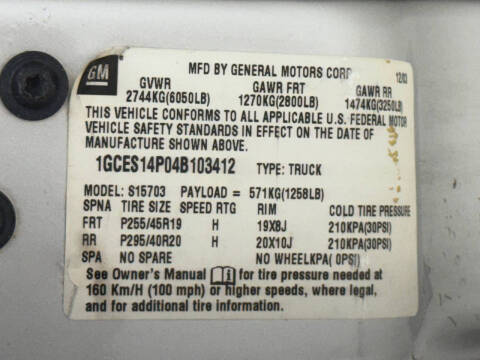 GM
MFD BY GENERAL MOTORS CORP 12/03
GVWR GAWR FRT GAWR RR
2744KG(6050LB) 1270KG(2800LB) 1474KG(3250LB)
THIS VEHICLE CONFORMS TO ALL APPLICABLE U.S. FEDERAL MOTOR
VEHICLE SAFETY STANDARDS IN EFFECT ON THE DATE OF
MANUFACTURE SHOWN ABOVE.
1GCES14P04B103412 TYPE: TRUCK
MODEL: S15703 PAYLOAD = 571KG(1258LB)
SPNA TIRE SIZE SPEED RTG RIM COLD TIRE PRESSURE
FRT P255/45R19 H 19X8J 210KPA(30PSI)
RR P295/40R20 H 20X10J 210KPA(30PSI)
SPA NO SPARE NO WHEELKPA( 0PSI)
See Owner's Manual for tire pressure needed at
160 Km/H (100 mph) or higher speeds, where legal,
and for additional tire information.